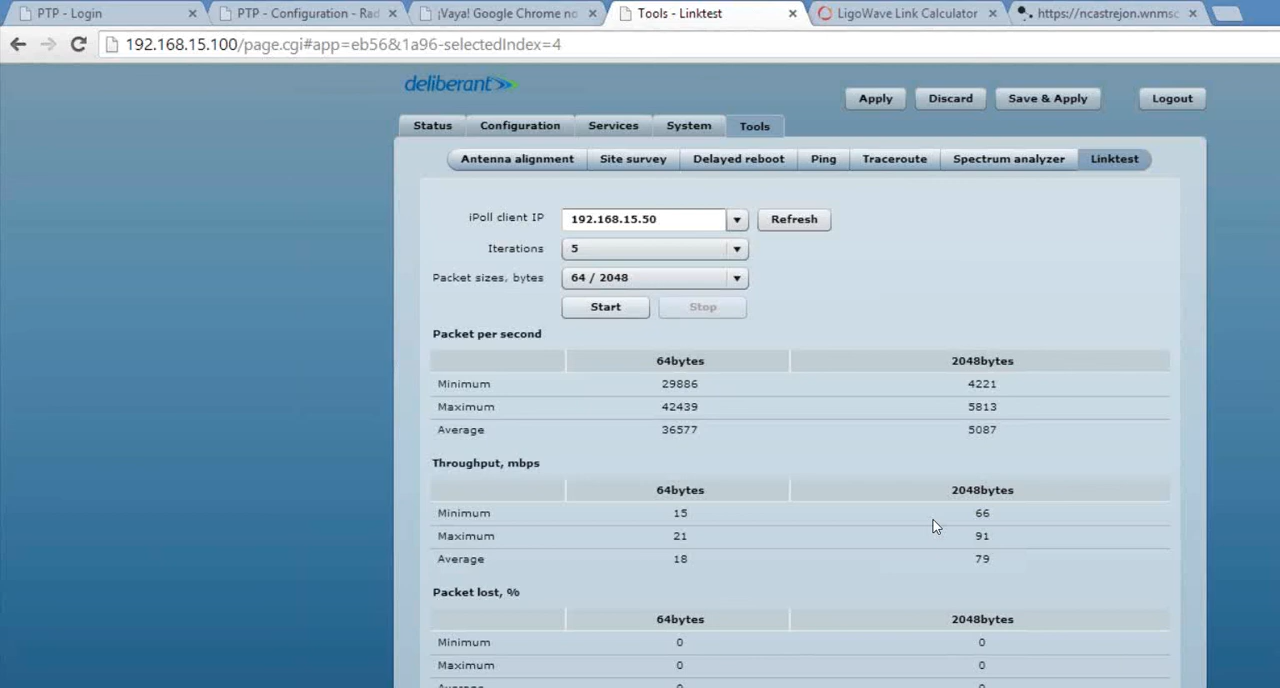 PTP - Login
PTP - Configuration - Rad
¡Vaya! Google Chrome no
Tools - Linktest
LigoWave Link Calculator
https://ncastrejon.wnmsc
192.168.15.100/page.cgi#app=eb56&1a96-selectedIndex=4
deliberant
Apply Discard Save & Apply Logout
Status Configuration Services System Tools
Antenna alignment Site survey Delayed reboot Ping Traceroute Spectrum analyzer Linktest
iPoll client IP 192.168.15.50 Refresh
Iterations 5
Packet sizes, bytes 64 / 2048
Start Stop
Packet per second
64bytes 2048bytes
Minimum 29886 4221
Maximum 42439 5813
Average 36577 5087
Throughput, mbps
64bytes 2048bytes
Minimum 15 66
Maximum 21 91
Average 18 79
Packet lost, %
64bytes 2048bytes
Minimum 0 0
Maximum 0 0